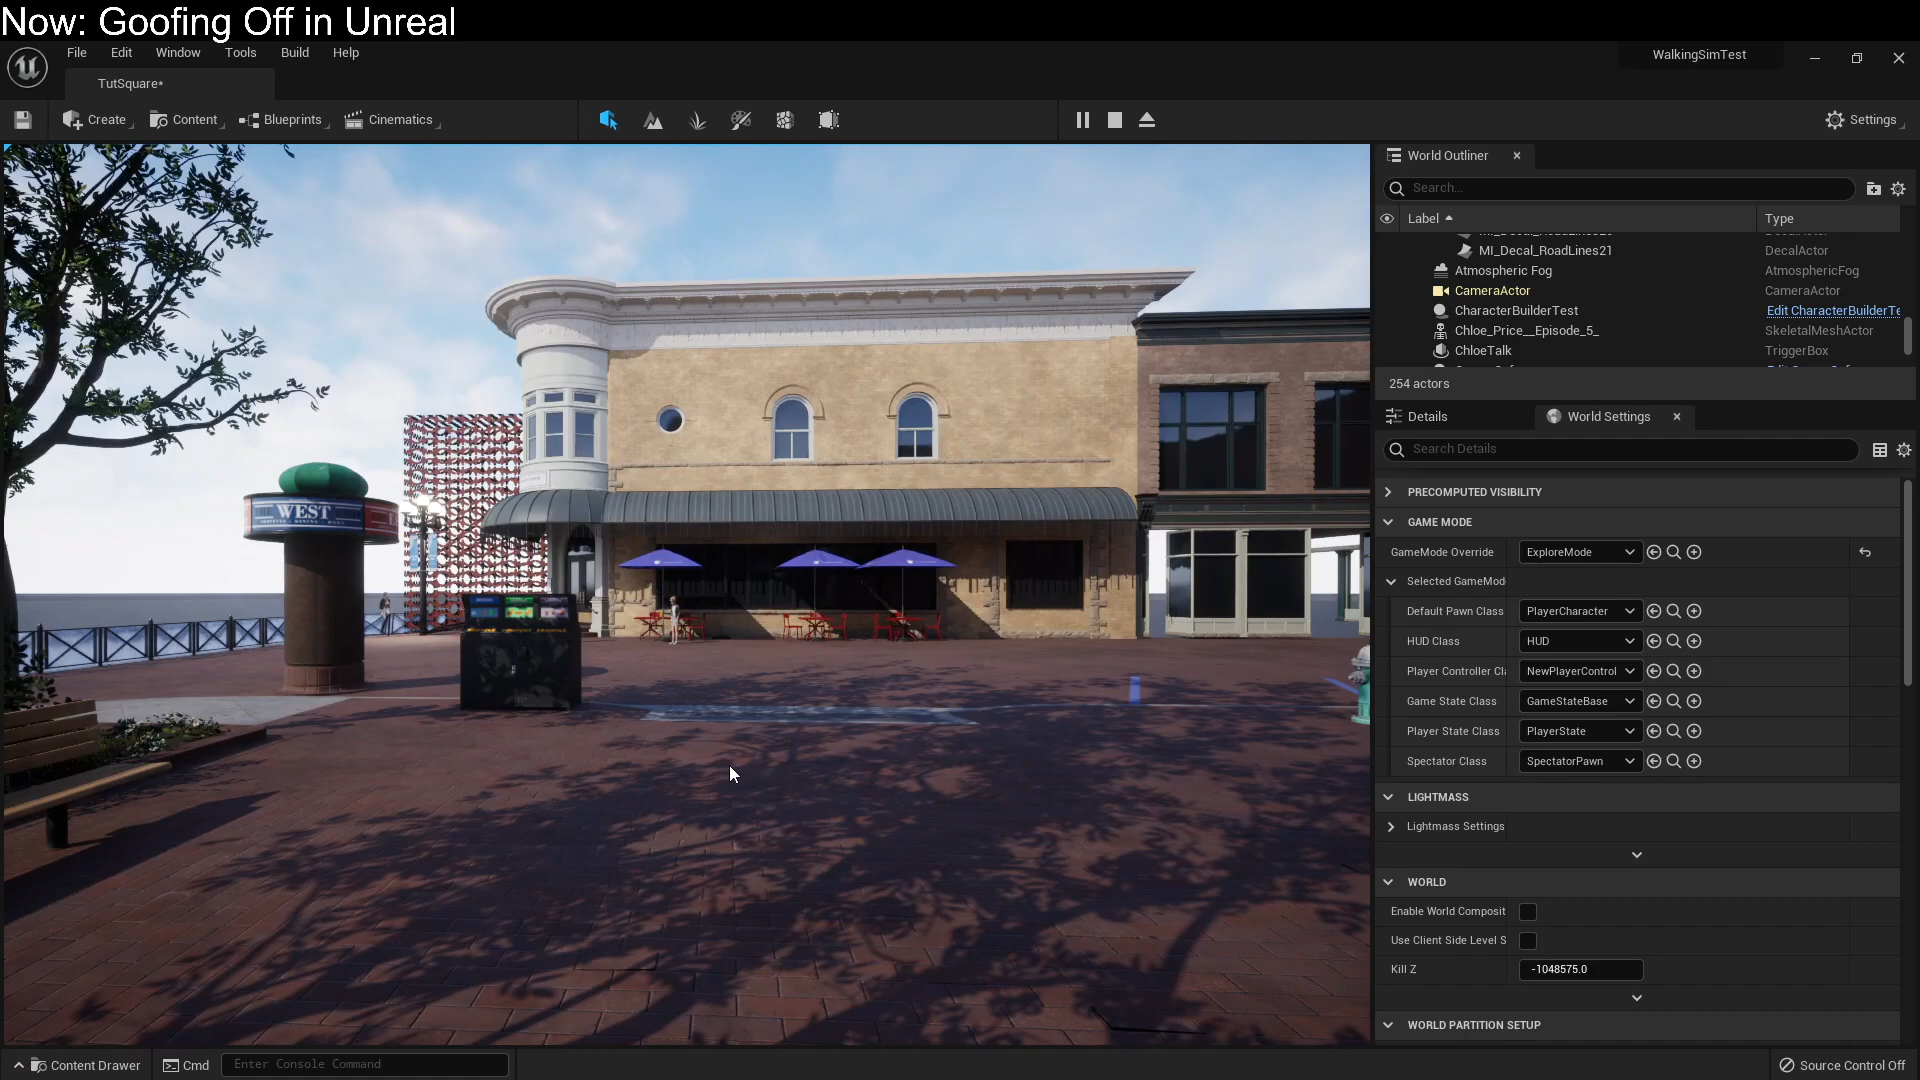 Now: Goofing Off in Unreal
File Edit Window Tools Build Help
WalkingSimTest
TutSquare*
Create Content Blueprints Cinematics Settings
World Outliner
Search...
Label Type
MI_Decal_RoadLines21 DecalActor
Atmospheric Fog AtmosphericFog
CameraActor CameraActor
CharacterBuilderTest Edit CharacterBuilderTe
Chloe_Price__Episode_5_ SkeletalMeshActor
ChloeTalk TriggerBox
254 actors
Details World Settings
Search Details
PRECOMPUTED VISIBILITY
GAME MODE
GameMode Override ExploreMode
Selected GameMod
Default Pawn Class PlayerCharacter
HUD Class HUD
Player Controller Cl NewPlayerControl
Game State Class GameStateBase
Player State Class PlayerState
Spectator Class SpectatorPawn
LIGHTMASS
Lightmass Settings
WORLD
Enable World Composit
Use Client Side Level S
Kill Z -1048575.0
WORLD PARTITION SETUP
WEST
Content Drawer Cmd Enter Console Command Source Control Off